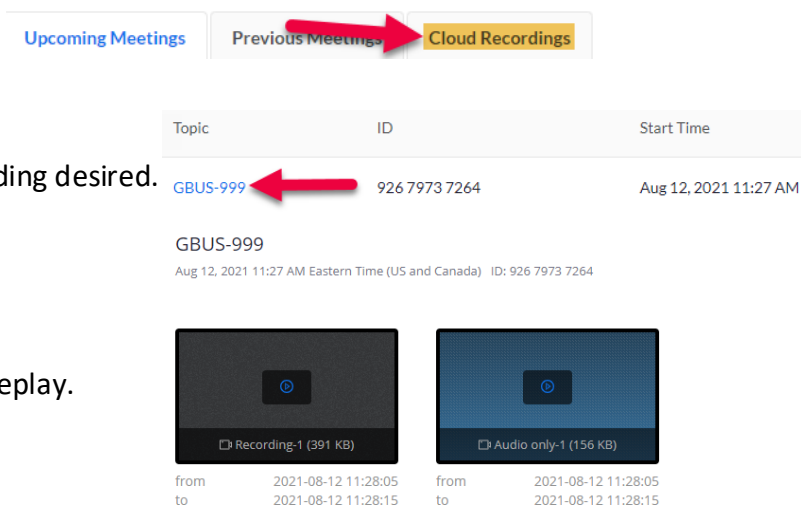 Upcoming Meetings Previous Meetings Cloud Recordings
Topic ID Start Time
ding desired. GBUS-999 926 7973 7264 Aug 12, 2021 11:27 AM
GBUS-999
Aug 12, 2021 11:27 AM Eastern Time (US and Canada) ID: 926 7973 7264
eplay.
Recording-1 (391 KB) Audio only-1 (156 KB)
from 2021-08-12 11:28:05 from 2021-08-12 11:28:05
to 2021-08-12 11:28:15 to 2021-08-12 11:28:15